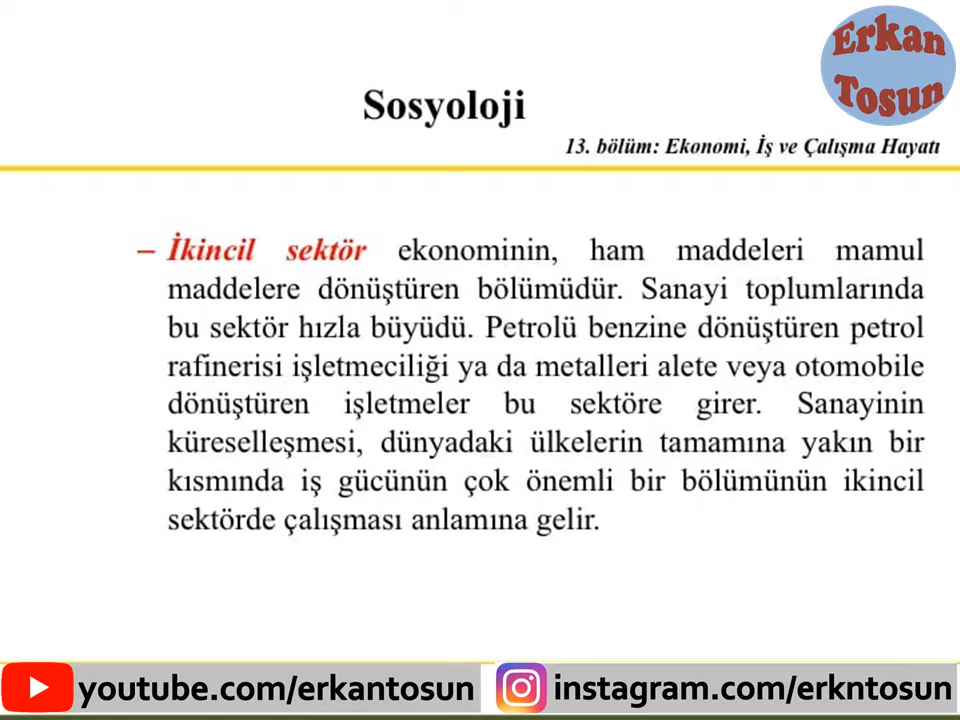 Erkan
Tosun
Sosyoloji
13. bölüm: Ekonomi, İş ve Çalışma Hayatı
– İkincil sektör ekonominin, ham maddeleri mamul
maddelere dönüştüren bölümüdür. Sanayi toplumlarında
bu sektör hızla büyüdü. Petrolü benzine dönüştüren petrol
rafinerisi işletmeciliği ya da metalleri alete veya otomobile
dönüştüren işletmeler bu sektöre girer. Sanayinin
küreselleşmesi, dünyadaki ülkelerin tamamına yakın bir
kısmında iş gücünün çok önemli bir bölümünün ikincil
sektörde çalışması anlamına gelir.
youtube.com/erkantosun
instagram.com/erkntosun